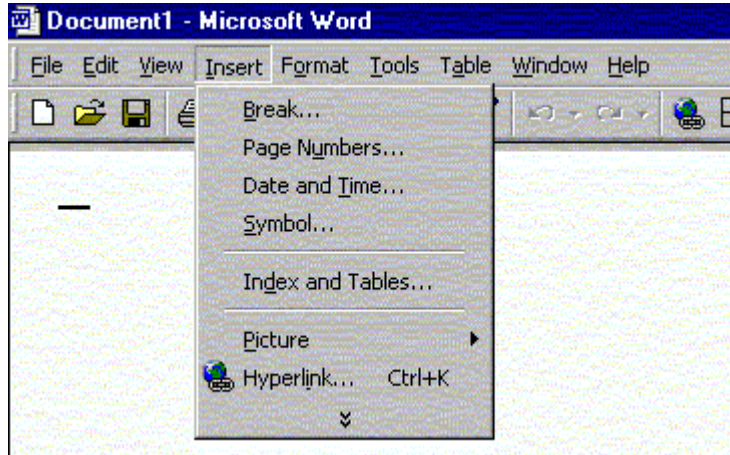 Document1 - Microsoft Word
File Edit View Insert Format Tools Table Window Help
Break...
Page Numbers...
Date and Time...
Symbol...
Index and Tables...
Picture
Hyperlink... Ctrl+K